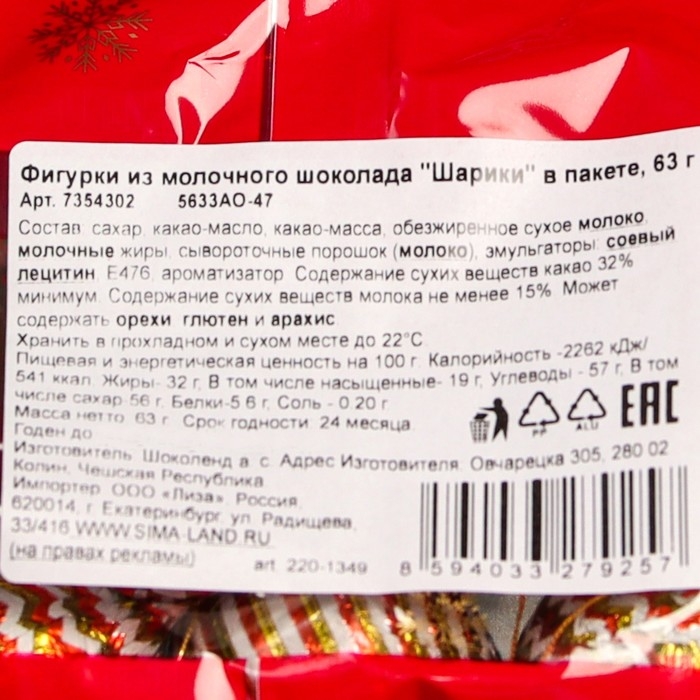 Фигурки из молочного шоколада "Шарики" в пакете, 63 г
Арт. 7354302 5633АО-47
Состав: сахар, какао-масло, какао-масса, обезжиренное сухое молоко,
молочные жиры, сывороточные порошок (молоко), эмульгаторы: соевый
лецитин, Е476, ароматизатор. Содержание сухих веществ какао 32%
минимум. Содержание сухих веществ молока не менее 15%. Может
содержать орехи, глютен и арахис.
Хранить в прохладном и сухом месте до 22°С
Пищевая и энергетическая ценность на 100 г. Калорийность -2262 кДж/
541 ккал. Жиры- 32 г, В том числе насыщенные- 19 г, Углеводы - 57 г, В том
числе сахар-56 г, Белки-5.6 г, Соль - 0.20 г
Масса нетто: 63 г. Срок годности: 24 месяца
Годен до
Изготовитель: Шоколенд а. с. Адрес Изготовителя: Овчарецка 305, 280 02
Колин, Чешская Республика
Импортер: ООО «Лиза», Россия,
620014, г. Екатеринбург, ул. Радищева,
33/416 WWW.SIMA-LAND.RU
(на правах рекламы)
art. 220-1349
PP
ALU
ЕАС
8 594033 279257